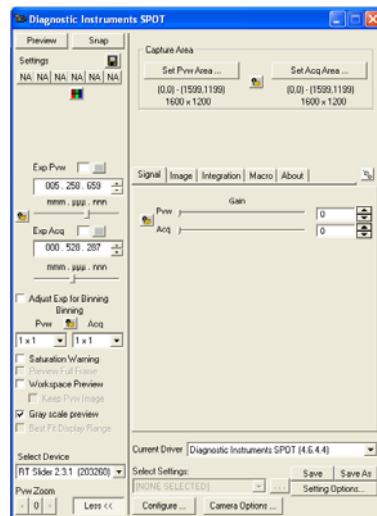 Diagnostic Instruments SPOT
Preview Snap
Settings
NA NA NA NA NA NA
Exp Pvw
005 . 258 . 659
mmm . µµµ . nnn
Exp Acq
000 . 528 . 287
mmm . µµµ . nnn
Adjust Exp for Binning
Binning
Pvw Acq
1 x 1 1 x 1
Saturation Warning
Preview Full Frame
Workspace Preview
Keep Pvw Image
Gray scale preview
Best Fit Display Range
Select Device
RT Slider 2.3.1 (203260)
Pvw Zoom
- 0 + Less <<
Capture Area
Set Pvw Area ... Set Acq Area ...
(0,0) - (1599,1199) (0,0) - (1599,1199)
1600 x 1200 1600 x 1200
Signal Image Integration Macro About
Gain
Pvw 0
Acq 0
Current Driver Diagnostic Instruments SPOT (4.6.4.4)
Select Settings: Save Save As
[NONE SELECTED] ... Setting Options...
Configure ... Camera Options ...